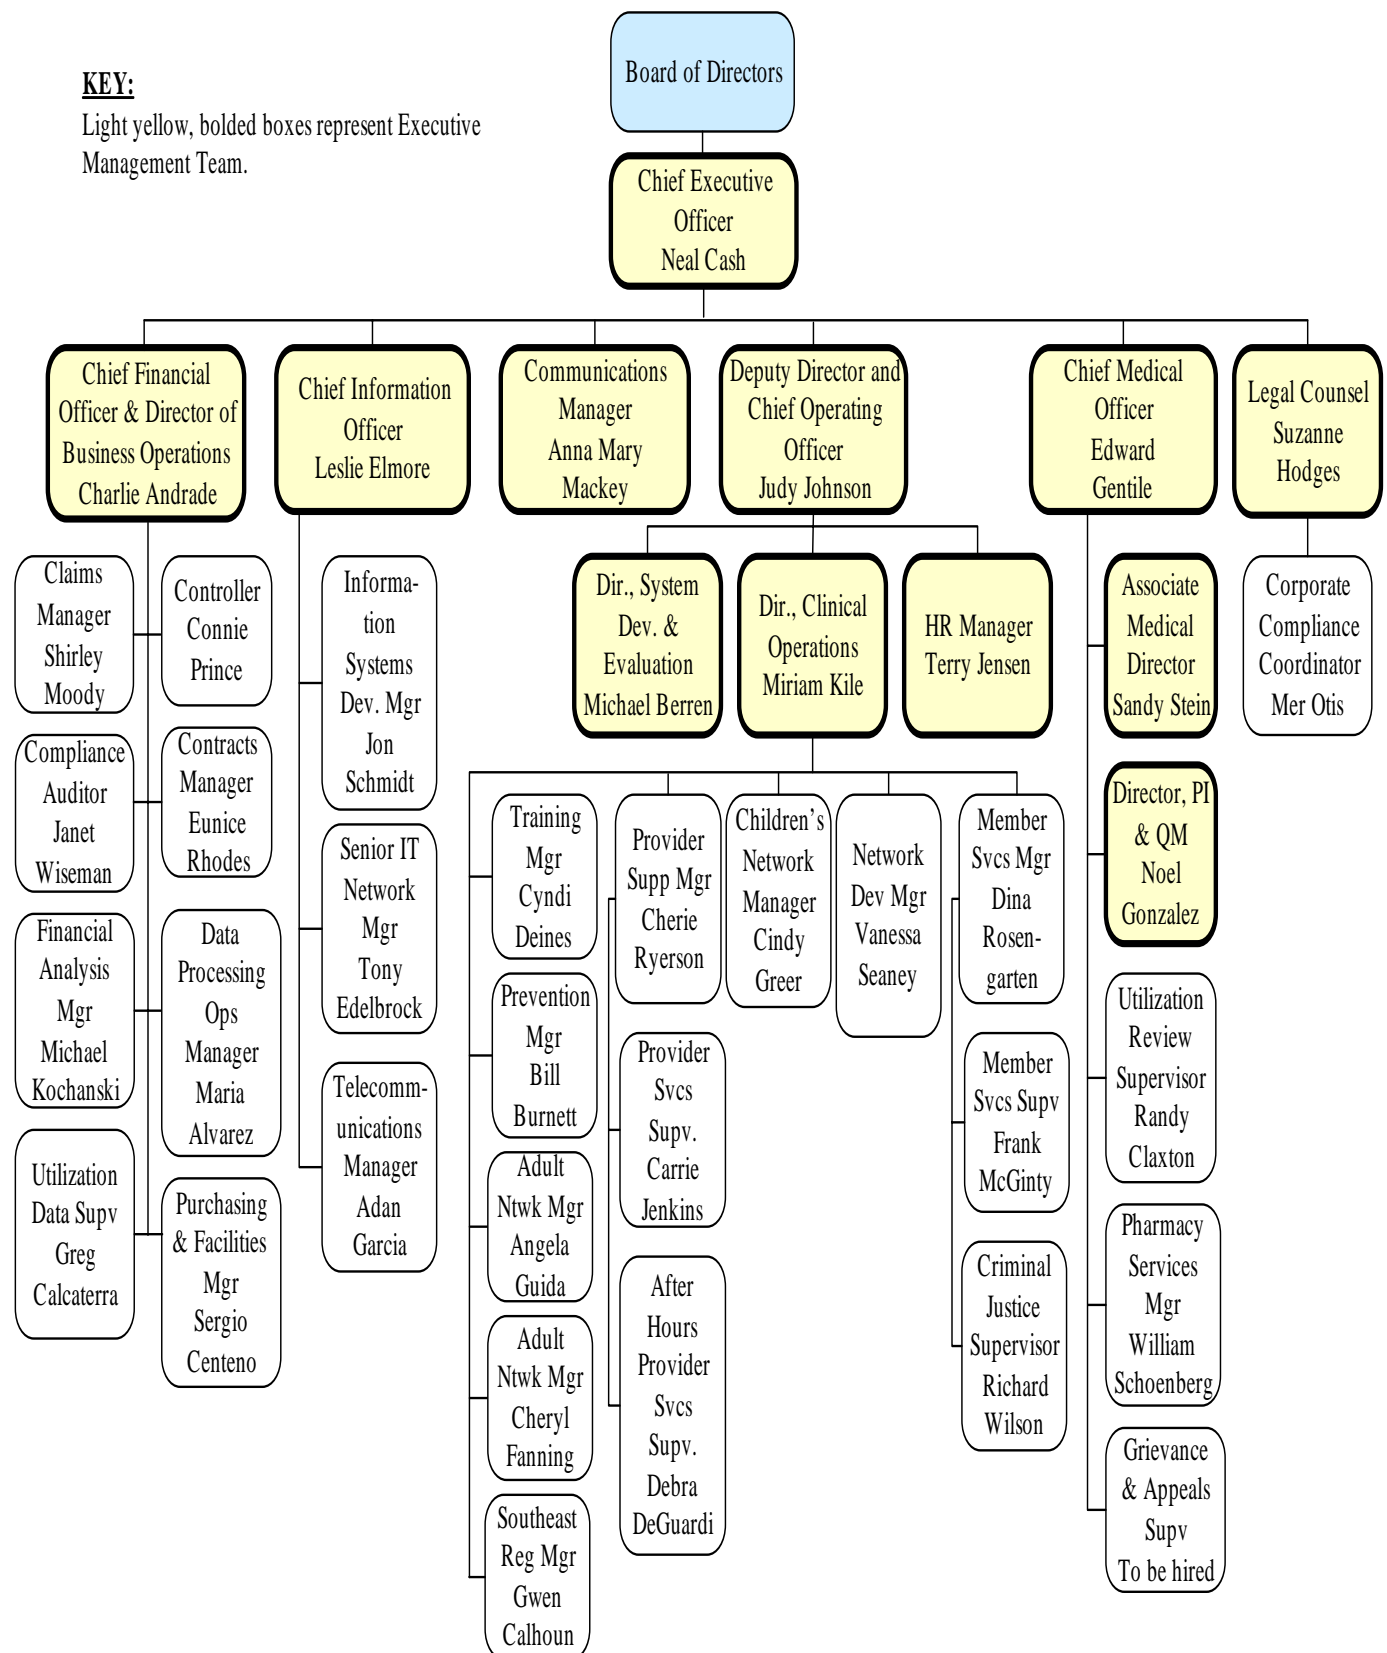 KEY:
Light yellow, bolded boxes represent Executive
Management Team.
Board of Directors
Chief Executive
Officer
Neal Cash
Chief Financial
Officer & Director of
Business Operations
Charlie Andrade
Chief Information
Officer
Leslie Elmore
Communications
Manager
Anna Mary
Mackey
Deputy Director and
Chief Operating
Officer
Judy Johnson
Chief Medical
Officer
Edward
Gentile
Legal Counsel
Suzanne
Hodges
Claims
Manager
Shirley
Moody
Controller
Connie
Prince
Compliance
Auditor
Janet
Wiseman
Contracts
Manager
Eunice
Rhodes
Financial
Analysis
Mgr
Michael
Kochanski
Data
Processing
Ops
Manager
Maria
Alvarez
Utilization
Data Supv
Greg
Calcaterra
Purchasing
& Facilities
Mgr
Sergio
Centeno
Informa-
tion
Systems
Dev. Mgr
Jon
Schmidt
Senior IT
Network
Mgr
Tony
Edelbrock
Telecomm-
unications
Manager
Adan
Garcia
Dir., System
Dev. &
Evaluation
Michael Berren
Dir., Clinical
Operations
Miriam Kile
HR Manager
Terry Jensen
Training
Mgr
Cyndi
Deines
Prevention
Mgr
Bill
Burnett
Adult
Ntwk Mgr
Angela
Guida
Adult
Ntwk Mgr
Cheryl
Fanning
Southeast
Reg Mgr
Gwen
Calhoun
Provider
Supp Mgr
Cherie
Ryerson
Provider
Svcs
Supv.
Carrie
Jenkins
After
Hours
Provider
Svcs
Supv.
Debra
DeGuardi
Children's
Network
Manager
Cindy
Greer
Network
Dev Mgr
Vanessa
Seaney
Member
Svcs Mgr
Dina
Rosen-
garten
Member
Svcs Supv
Frank
McGinty
Criminal
Justice
Supervisor
Richard
Wilson
Associate
Medical
Director
Sandy Stein
Director, PI
& QM
Noel
Gonzalez
Utilization
Review
Supervisor
Randy
Claxton
Pharmacy
Services
Mgr
William
Schoenberg
Grievance
& Appeals
Supv
To be hired
Corporate
Compliance
Coordinator
Mer Otis